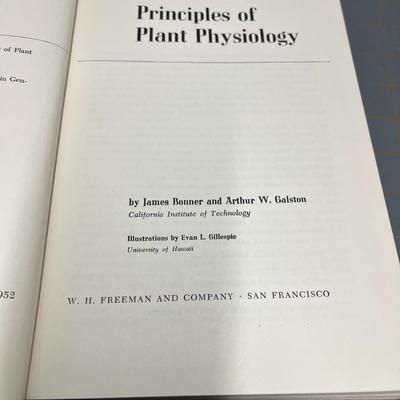 of Plant
in Gen-
952
Principles of
Plant Physiology
by James Bonner and Arthur W. Galston
California Institute of Technology
Illustrations by Evan L. Gillespie
University of Hawaii
W. H. FREEMAN AND COMPANY · SAN FRANCISCO